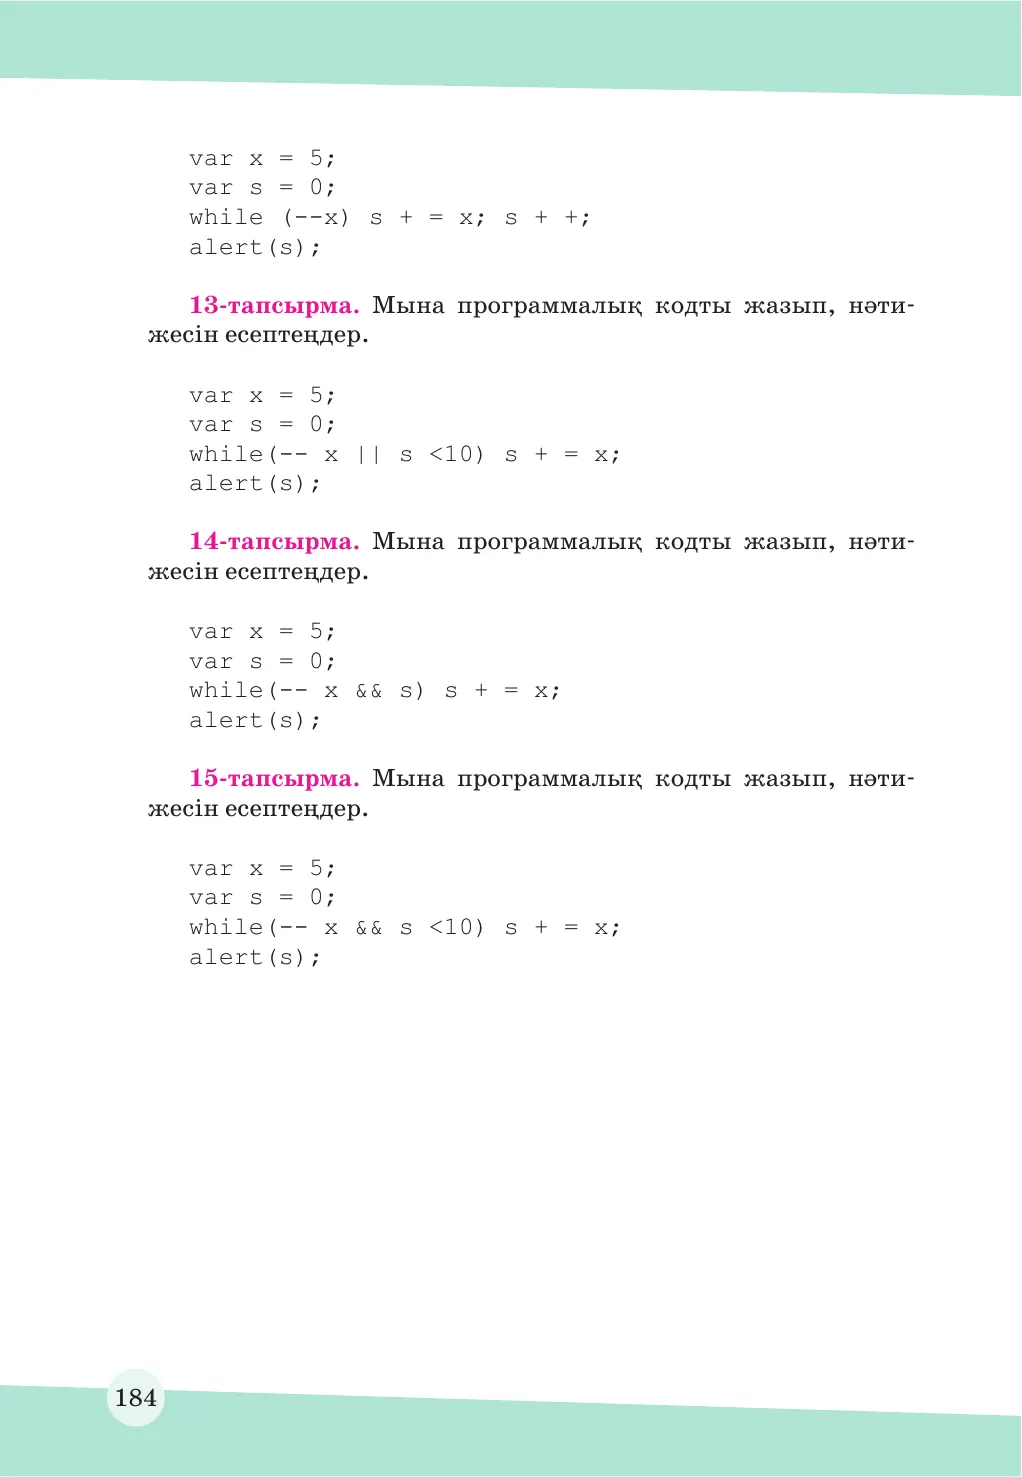 var x = 5;
var s = 0;
while (--x) s + = x; s + +;
alert(s);
13-тапсырма. Мына программалық кодты жазып, нәти-
жесін есептеңдер.
var x = 5;
var s = 0;
while(-- x || s <10) s + = x;
alert(s);
14-тапсырма. Мына программалық кодты жазып, нәти-
жесін есептеңдер.
var x = 5;
var s = 0;
while(-- x && s) s + = x;
alert(s);
15-тапсырма. Мына программалық кодты жазып, нәти-
жесін есептеңдер.
var x = 5;
var s = 0;
while(-- x && s <10) s + = x;
alert(s);
184